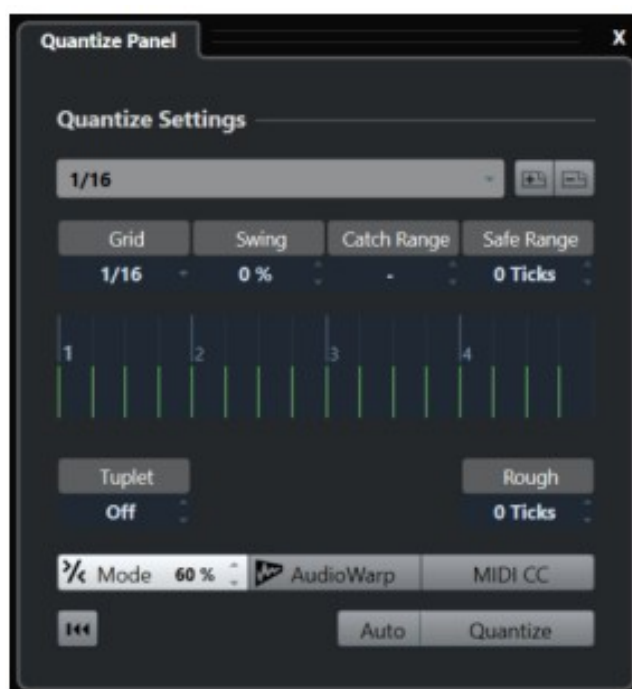 Quantize Panel X
Quantize Settings
1/16
Grid Swing Catch Range Safe Range
1/16 0 % - 0 Ticks
1 2 3 4
Tuplet Rough
Off 0 Ticks
Mode 60 % AudioWarp MIDI CC
Auto Quantize